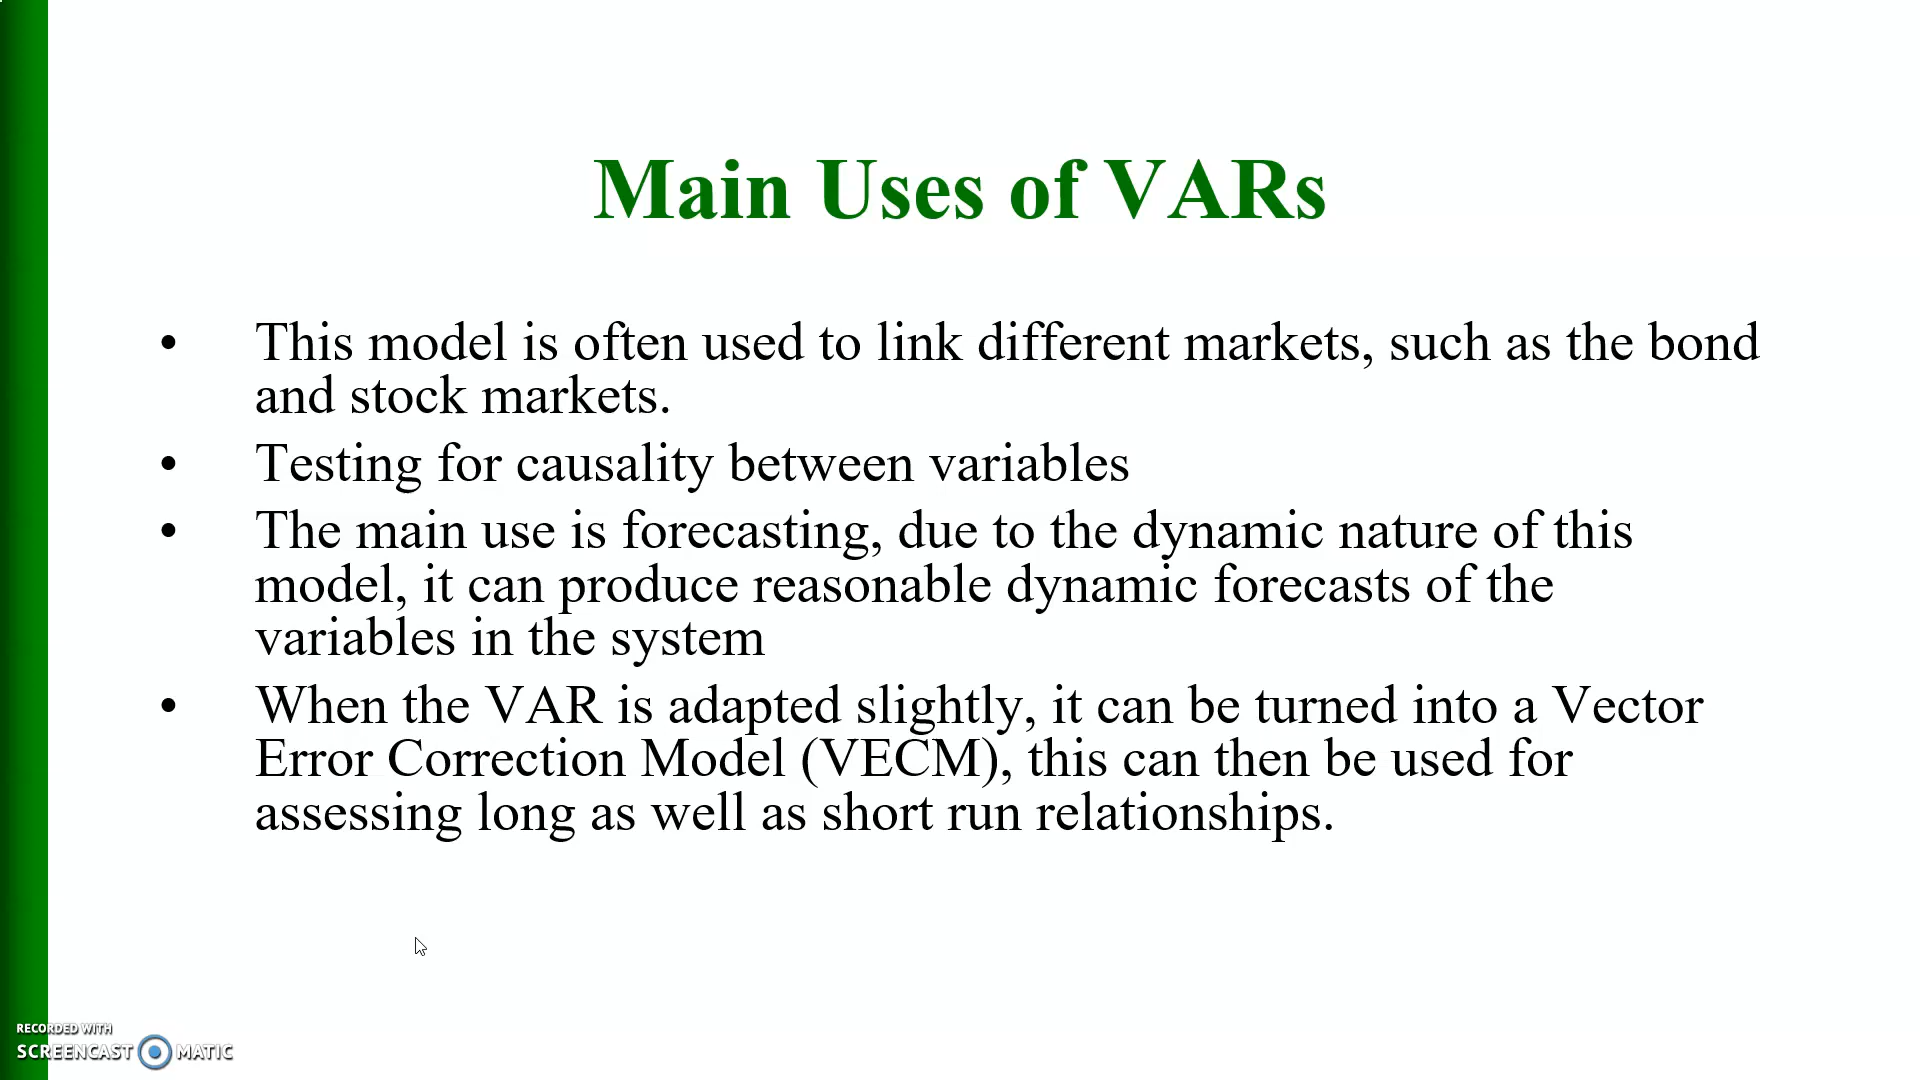 Main Uses of VARs
• This model is often used to link different markets, such as the bond
and stock markets.
• Testing for causality between variables
• The main use is forecasting, due to the dynamic nature of this
model, it can produce reasonable dynamic forecasts of the
variables in the system
• When the VAR is adapted slightly, it can be turned into a Vector
Error Correction Model (VECM), this can then be used for
assessing long as well as short run relationships.
RECORDED WITH
SCREENCAST MATIC